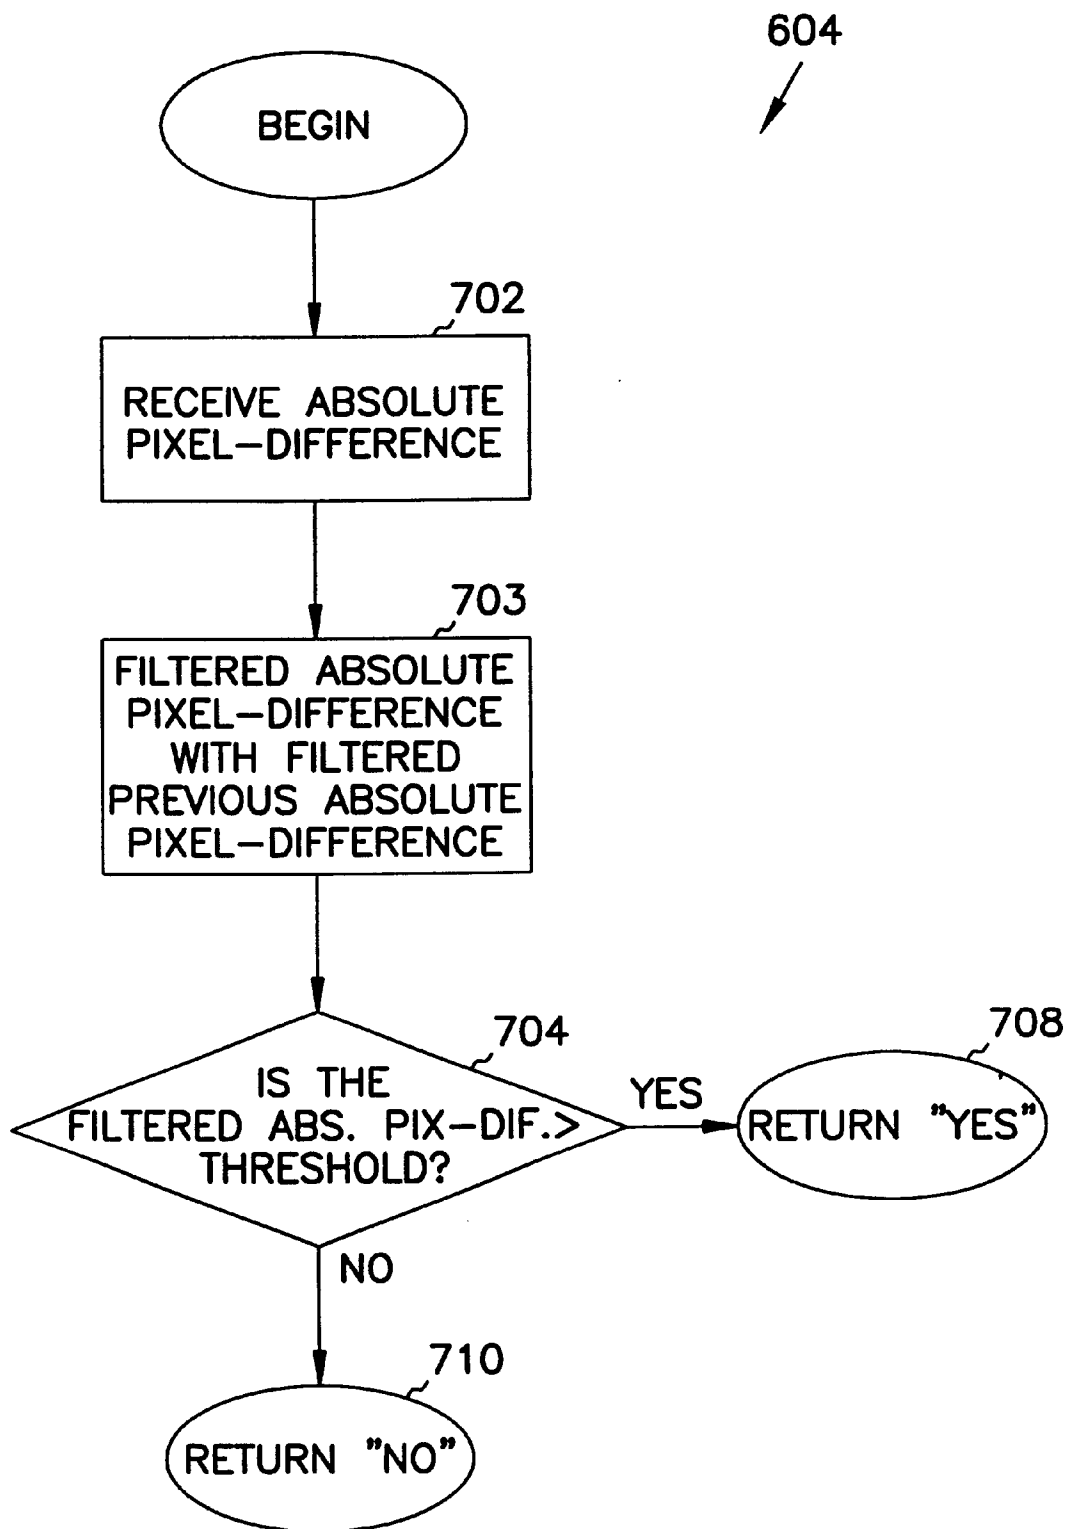 604
BEGIN
702
RECEIVE ABSOLUTE
PIXEL-DIFFERENCE
703
FILTERED ABSOLUTE
PIXEL-DIFFERENCE
WITH FILTERED
PREVIOUS ABSOLUTE
PIXEL-DIFFERENCE
704
IS THE
FILTERED ABS. PIX-DIF.>
THRESHOLD?
YES
708
RETURN "YES"
NO
710
RETURN "NO"